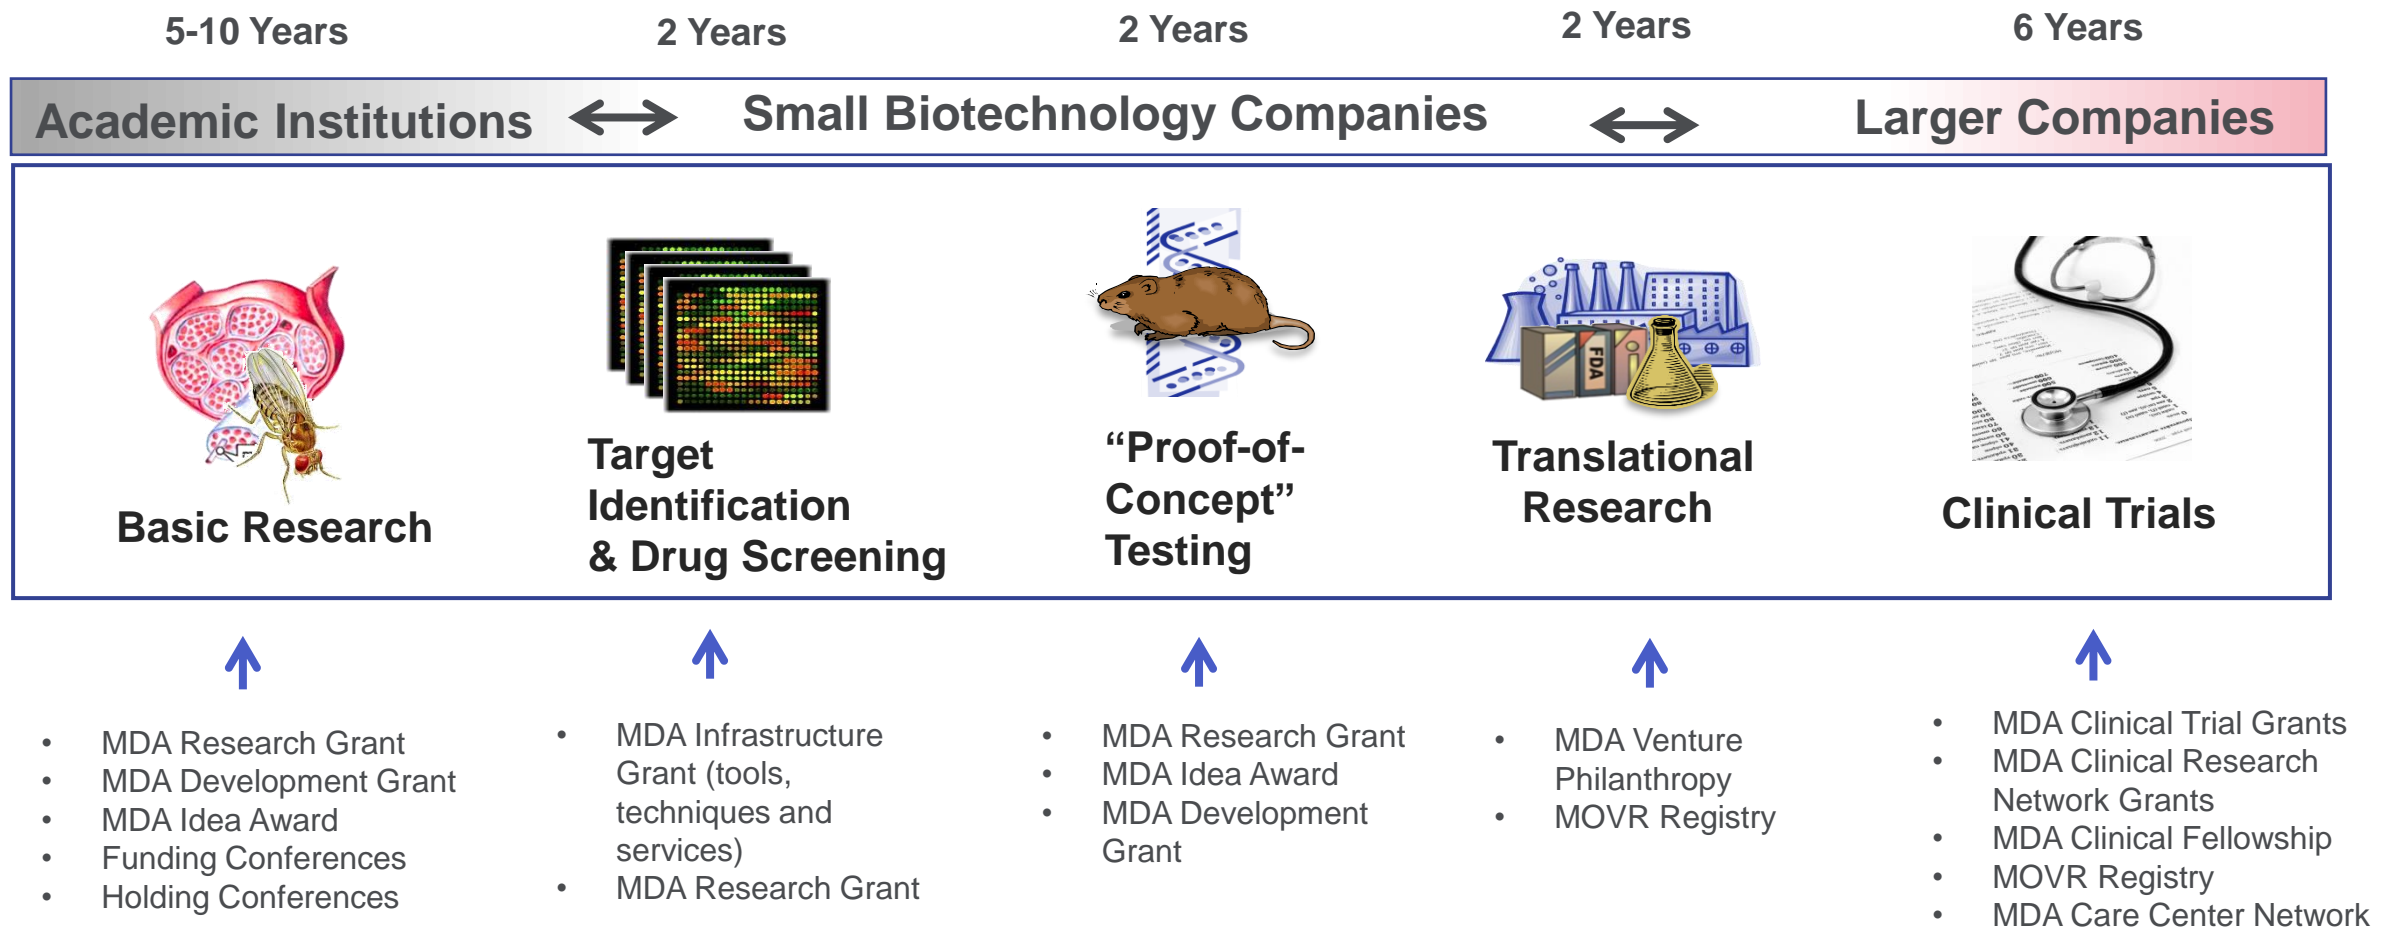 5-10 Years
2 Years
2 Years
2 Years
6 Years
Academic Institutions
Small Biotechnology Companies
Larger Companies
FDA
Basic Research
Target
Identification
& Drug Screening
“Proof-of-
Concept”
Testing
Translational
Research
Clinical Trials
• MDA Research Grant
• MDA Development Grant
• MDA Idea Award
• Funding Conferences
• Holding Conferences
• MDA Infrastructure
Grant (tools,
techniques and
services)
• MDA Research Grant
• MDA Research Grant
• MDA Idea Award
• MDA Development
Grant
• MDA Venture
Philanthropy
• MOVR Registry
• MDA Clinical Trial Grants
• MDA Clinical Research
Network Grants
• MDA Clinical Fellowship
• MOVR Registry
• MDA Care Center Network